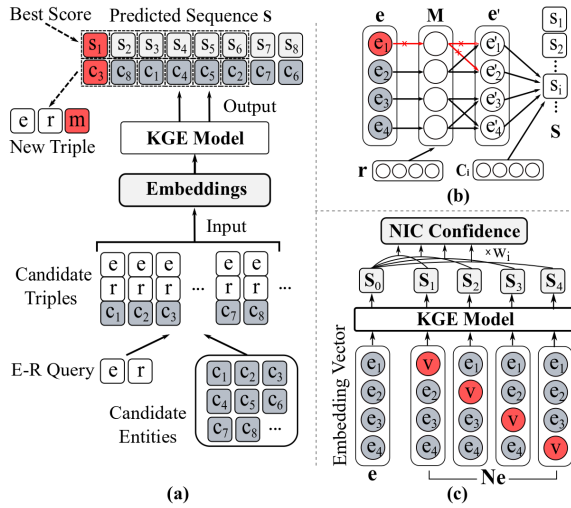 Best Score
Predicted Sequence s
s1 s2 s3 s4 s5 s6 s7 s8
c3 c8 c1 c4 c5 c2 c7 c6
Output
e r m
New Triple
KGE Model
Embeddings
Input
Candidate
Triples
e e e e e
r r r ... r r ...
c1 c2 c3 c7 c8
E-R Query e r
c1 c2 c3
c4 c5 c6
c7 c8 ...
Candidate
Entities
(a)
e M e'
e1 e'1
e2 e'2
e3 e'3
e4 e'4
s1
s2
si
S
r
Ci
(b)
NIC Confidence
×wi
S0 S1 S2 S3 S4
KGE Model
Embedding Vector
e1 v e1 e1 e1
e2 e2 v e2 e2
e3 e3 e3 v e3
e4 e4 e4 e4 v
e Ne
(c)